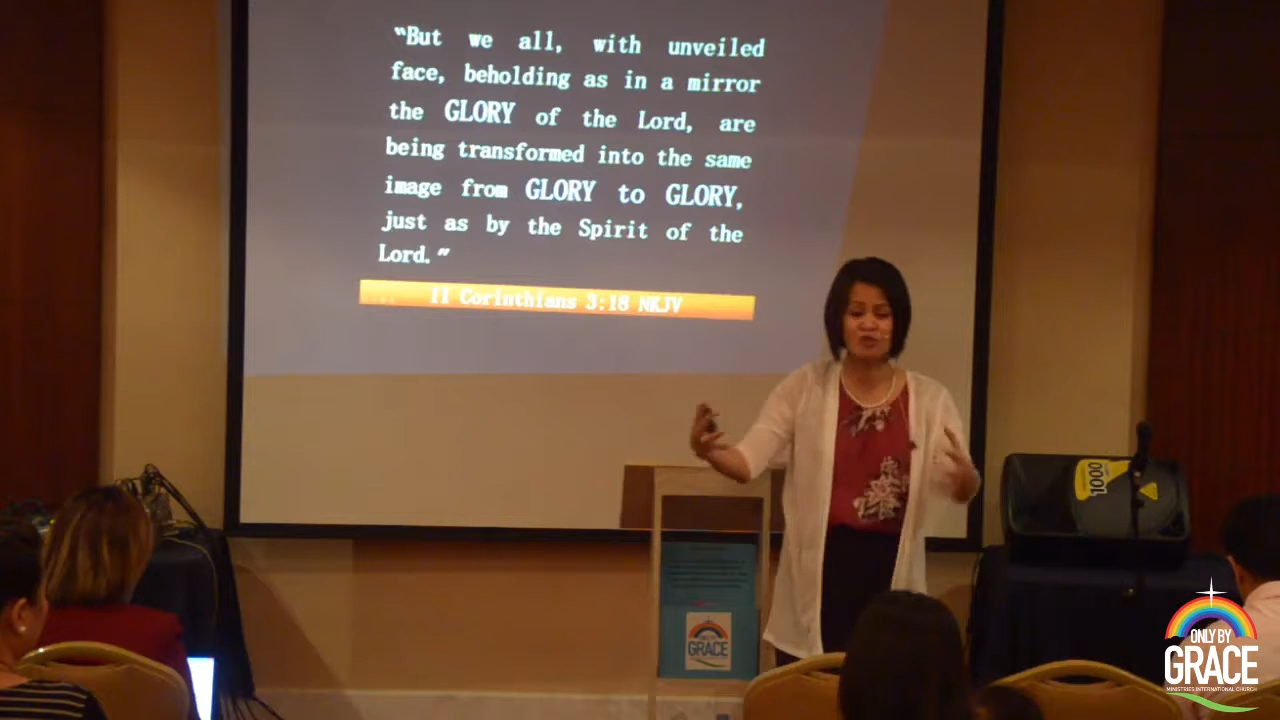 “But we all, with unveiled
face, beholding as in a mirror
the GLORY of the Lord, are
being transformed into the same
image from GLORY to GLORY,
just as by the Spirit of the
Lord.”
II Corinthians 3:18 NKJV
1000
ONLY BY
GRACE
ONLY BY
GRACE
MINISTRIES INTERNATIONAL CHURCH